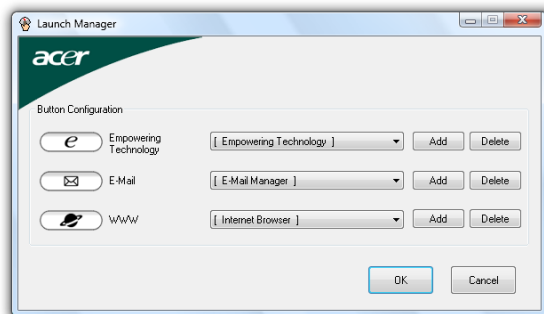 Launch Manager
acer
Button Configuration
e
Empowering
Technology
[ Empowering Technology ]
Add
Delete
E-Mail
[ E-Mail Manager ]
Add
Delete
WWW
[ Internet Browser ]
Add
Delete
OK
Cancel